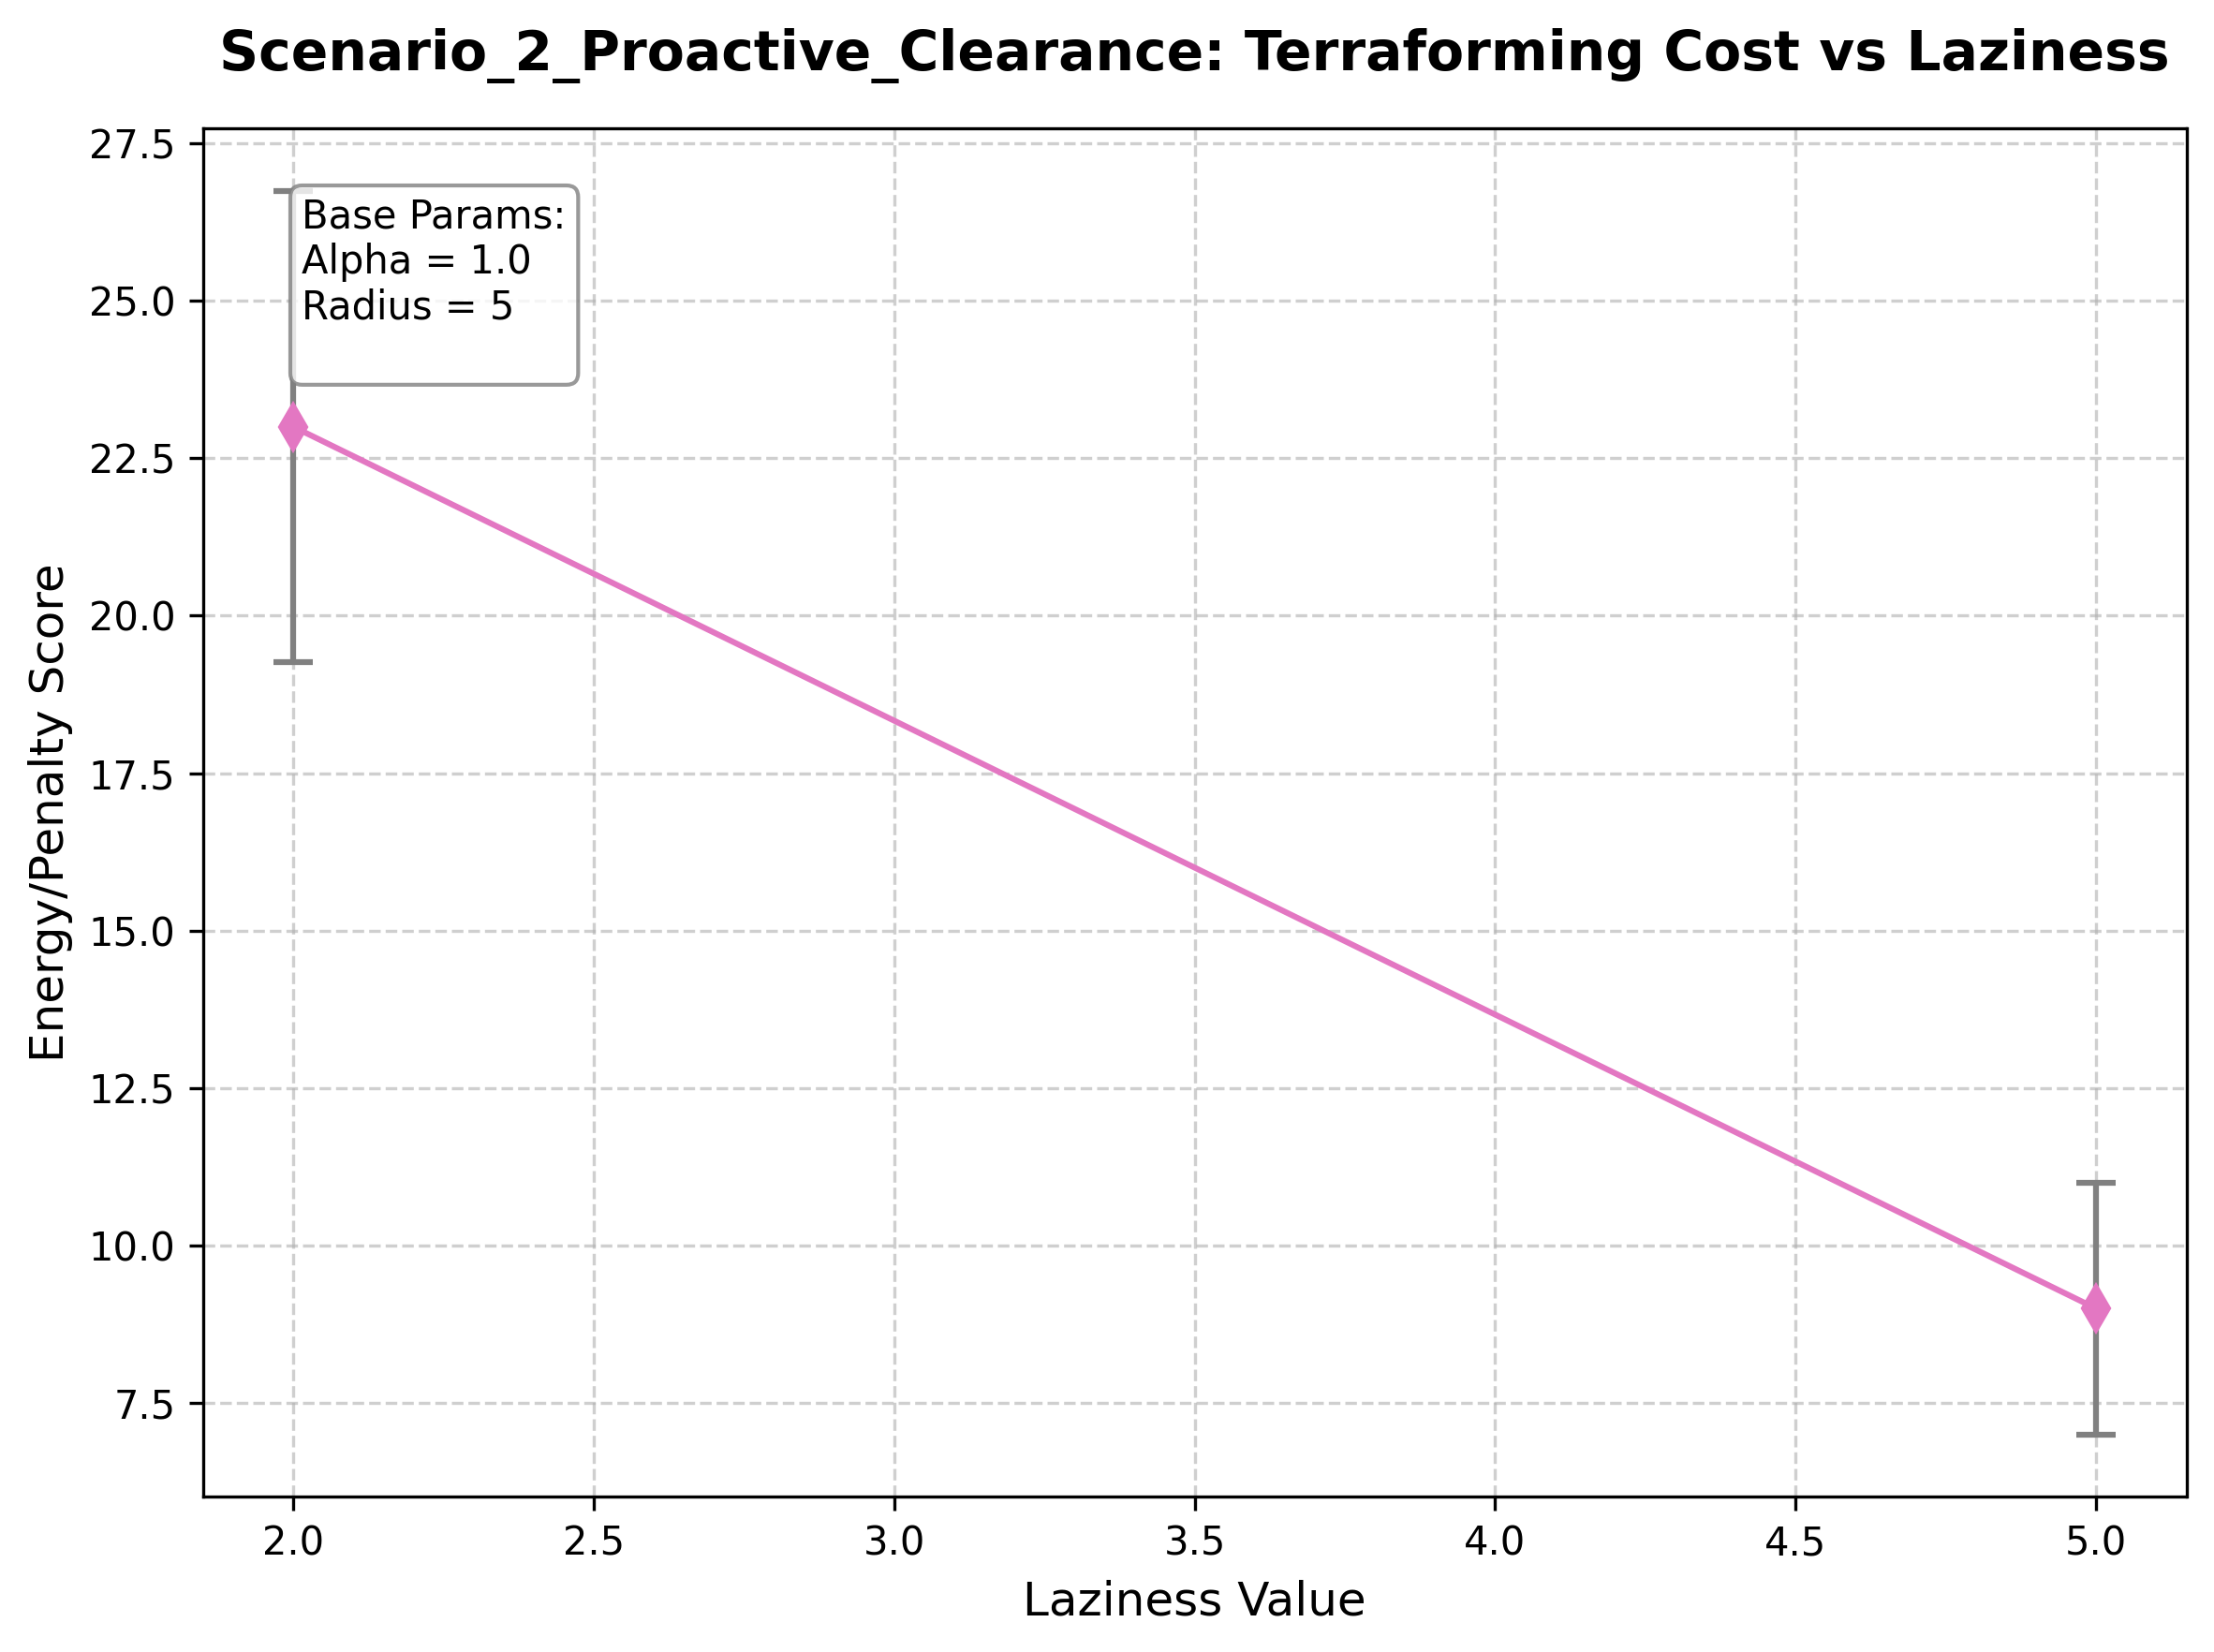 Scenario_2_Proactive_Clearance: Terraforming Cost vs Laziness
27.5
25.0
22.5
20.0
17.5
15.0
12.5
10.0
7.5
Energy/Penalty Score
Base Params:
Alpha = 1.0
Radius = 5
2.0 2.5 3.0 3.5 4.0 4.5 5.0
Laziness Value